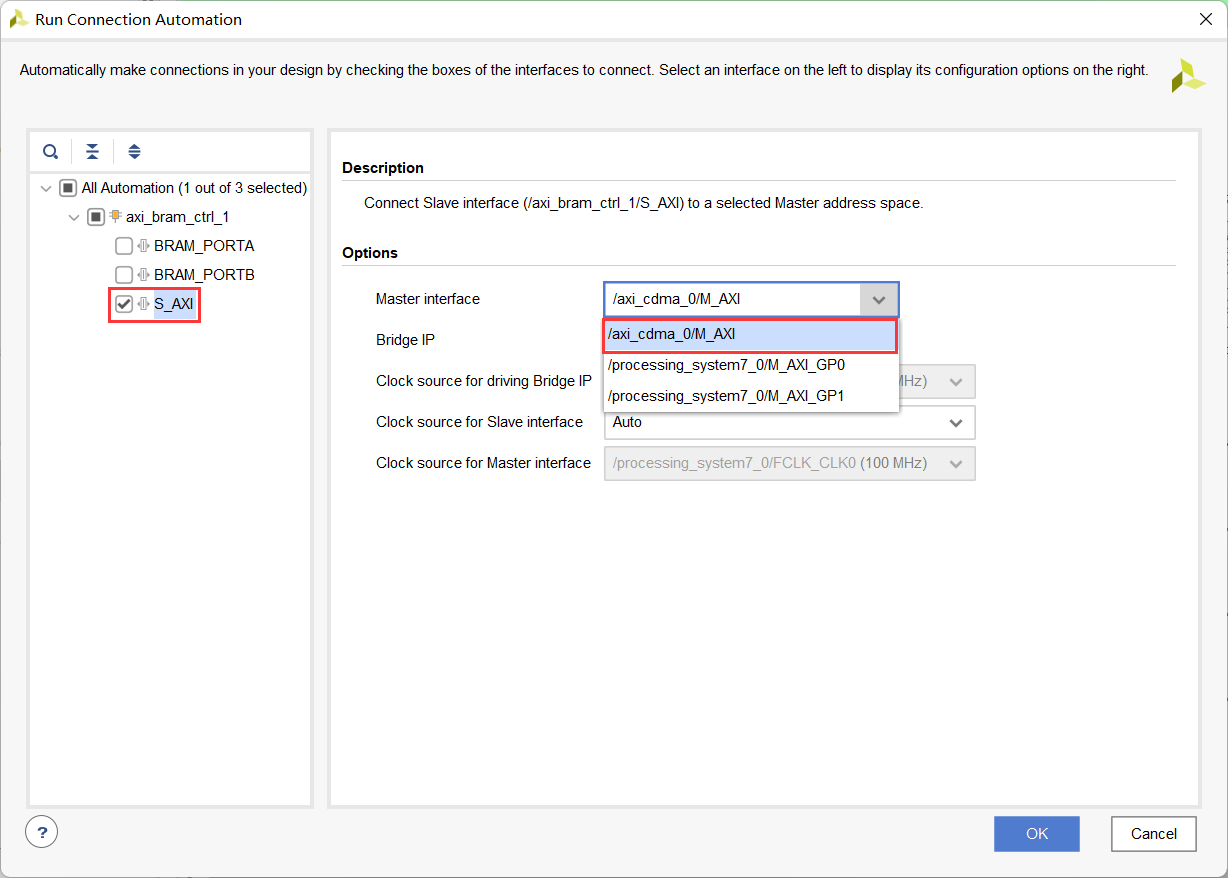 Run Connection Automation
Automatically make connections in your design by checking the boxes of the interfaces to connect. Select an interface on the left to display its configuration options on the right.
All Automation (1 out of 3 selected)
axi_bram_ctrl_1
BRAM_PORTA
BRAM_PORTB
S_AXI
Description
Connect Slave interface (/axi_bram_ctrl_1/S_AXI) to a selected Master address space.
Options
Master interface
/axi_cdma_0/M_AXI
/axi_cdma_0/M_AXI
Bridge IP
/processing_system7_0/M_AXI_GP0
Clock source for driving Bridge IP
MHz)
/processing_system7_0/M_AXI_GP1
Clock source for Slave interface
Auto
Clock source for Master interface
/processing_system7_0/FCLK_CLK0 (100 MHz)
?
OK
Cancel